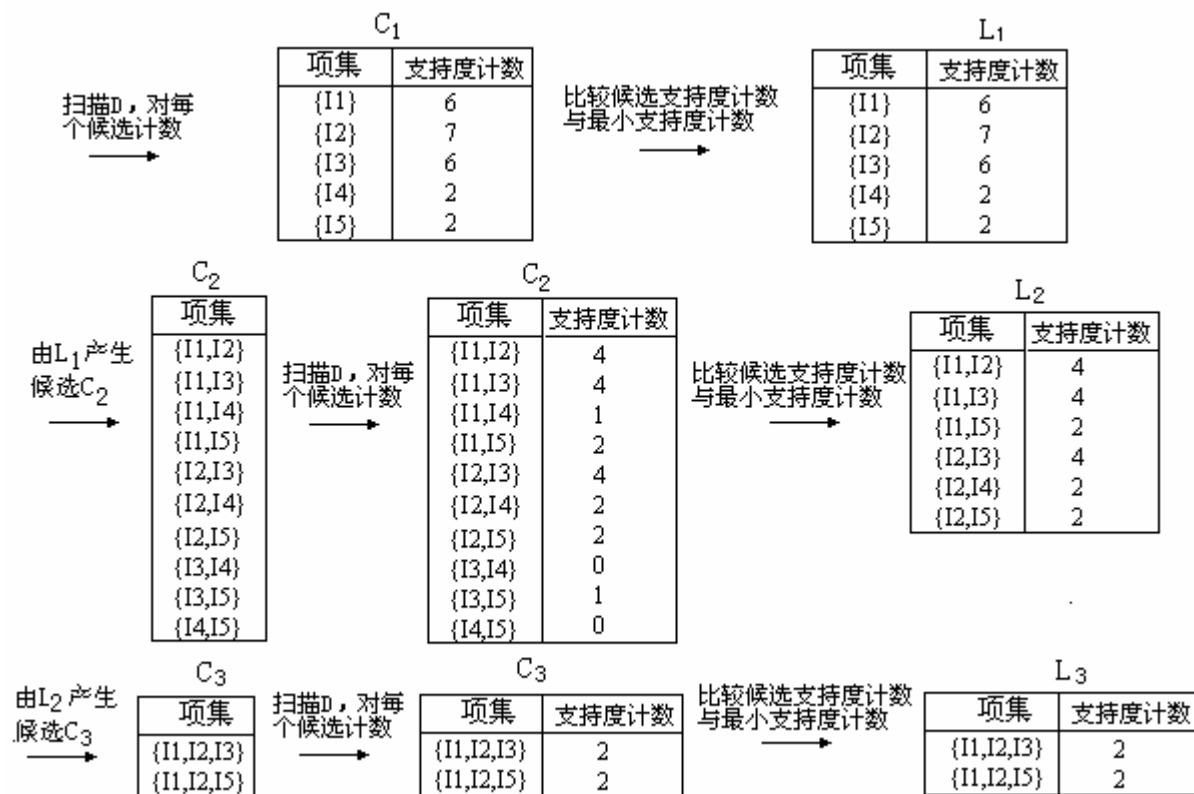 C1
L1
扫描D，对每
个候选计数
项集 支持度计数
{I1} 6
{I2} 7
{I3} 6
{I4} 2
{I5} 2
比较候选支持度计数
与最小支持度计数
项集 支持度计数
{I1} 6
{I2} 7
{I3} 6
{I4} 2
{I5} 2
由L1产生
候选C2
C2
项集
{I1,I2}
{I1,I3}
{I1,I4}
{I1,I5}
{I2,I3}
{I2,I4}
{I2,I5}
{I3,I4}
{I3,I5}
{I4,I5}
扫描D，对每
个候选计数
C2
项集 支持度计数
{I1,I2} 4
{I1,I3} 4
{I1,I4} 1
{I1,I5} 2
{I2,I3} 4
{I2,I4} 2
{I2,I5} 2
{I3,I4} 0
{I3,I5} 1
{I4,I5} 0
比较候选支持度计数
与最小支持度计数
L2
项集 支持度计数
{I1,I2} 4
{I1,I3} 4
{I1,I5} 2
{I2,I3} 4
{I2,I4} 2
{I2,I5} 2
由L2产生
候选C3
C3
项集
{I1,I2,I3}
{I1,I2,I5}
扫描D，对每
个候选计数
C3
项集 支持度计数
{I1,I2,I3} 2
{I1,I2,I5} 2
比较候选支持度计数
与最小支持度计数
L3
项集 支持度计数
{I1,I2,I3} 2
{I1,I2,I5} 2